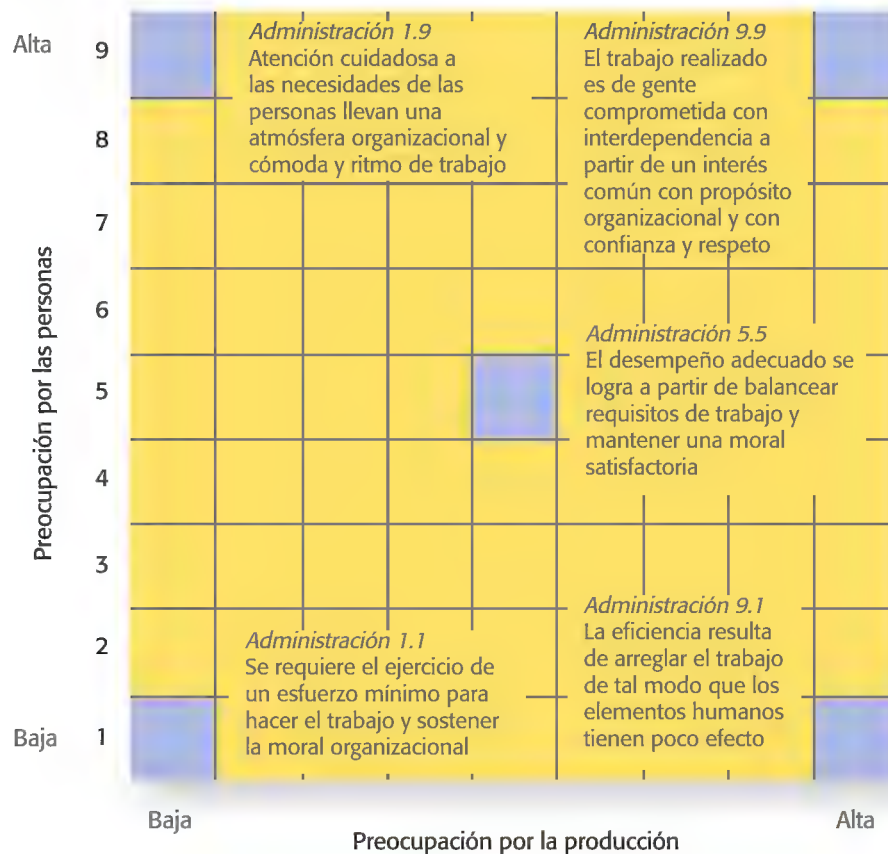 Alta
9
8
7
6
5
4
3
2
1
Baja
Preocupación por las personas
Administración 1.9
Atención cuidadosa a
las necesidades de las
personas llevan una
atmósfera organizacional y
cómoda y ritmo de trabajo
Administración 9.9
El trabajo realizado
es de gente
comprometida con
interdependencia a
partir de un interés
común con propósito
organizacional y con
confianza y respeto
Administración 5.5
El desempeño adecuado se
logra a partir de balancear
requisitos de trabajo y
mantener una moral
satisfactoria
Administración 1.1
Se requiere el ejercicio de
un esfuerzo mínimo para
hacer el trabajo y sostener
la moral organizacional
Administración 9.1
La eficiencia resulta
de arreglar el trabajo
de tal modo que los
elementos humanos
tienen poco efecto
Baja
Alta
Preocupación por la producción